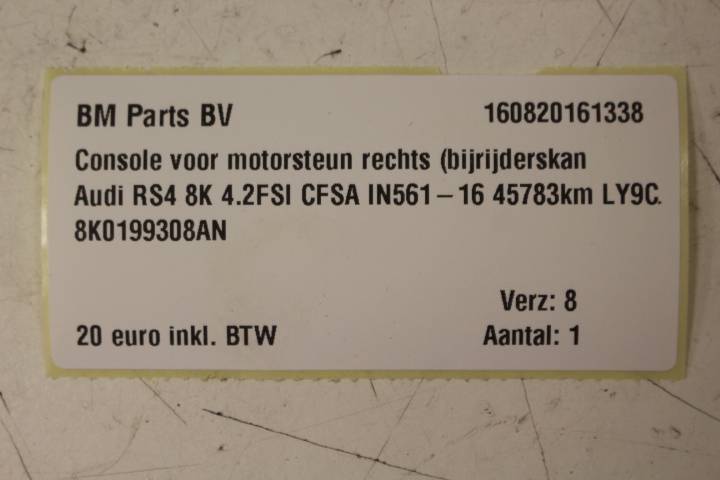 BM Parts BV 160820161338
Console voor motorsteun rechts (bijrijderskan
Audi RS4 8K 4.2FSI CFSA IN561 – 16 45783km LY9C
8K0199308AN
Verz: 8
20 euro inkl. BTW Aantal: 1